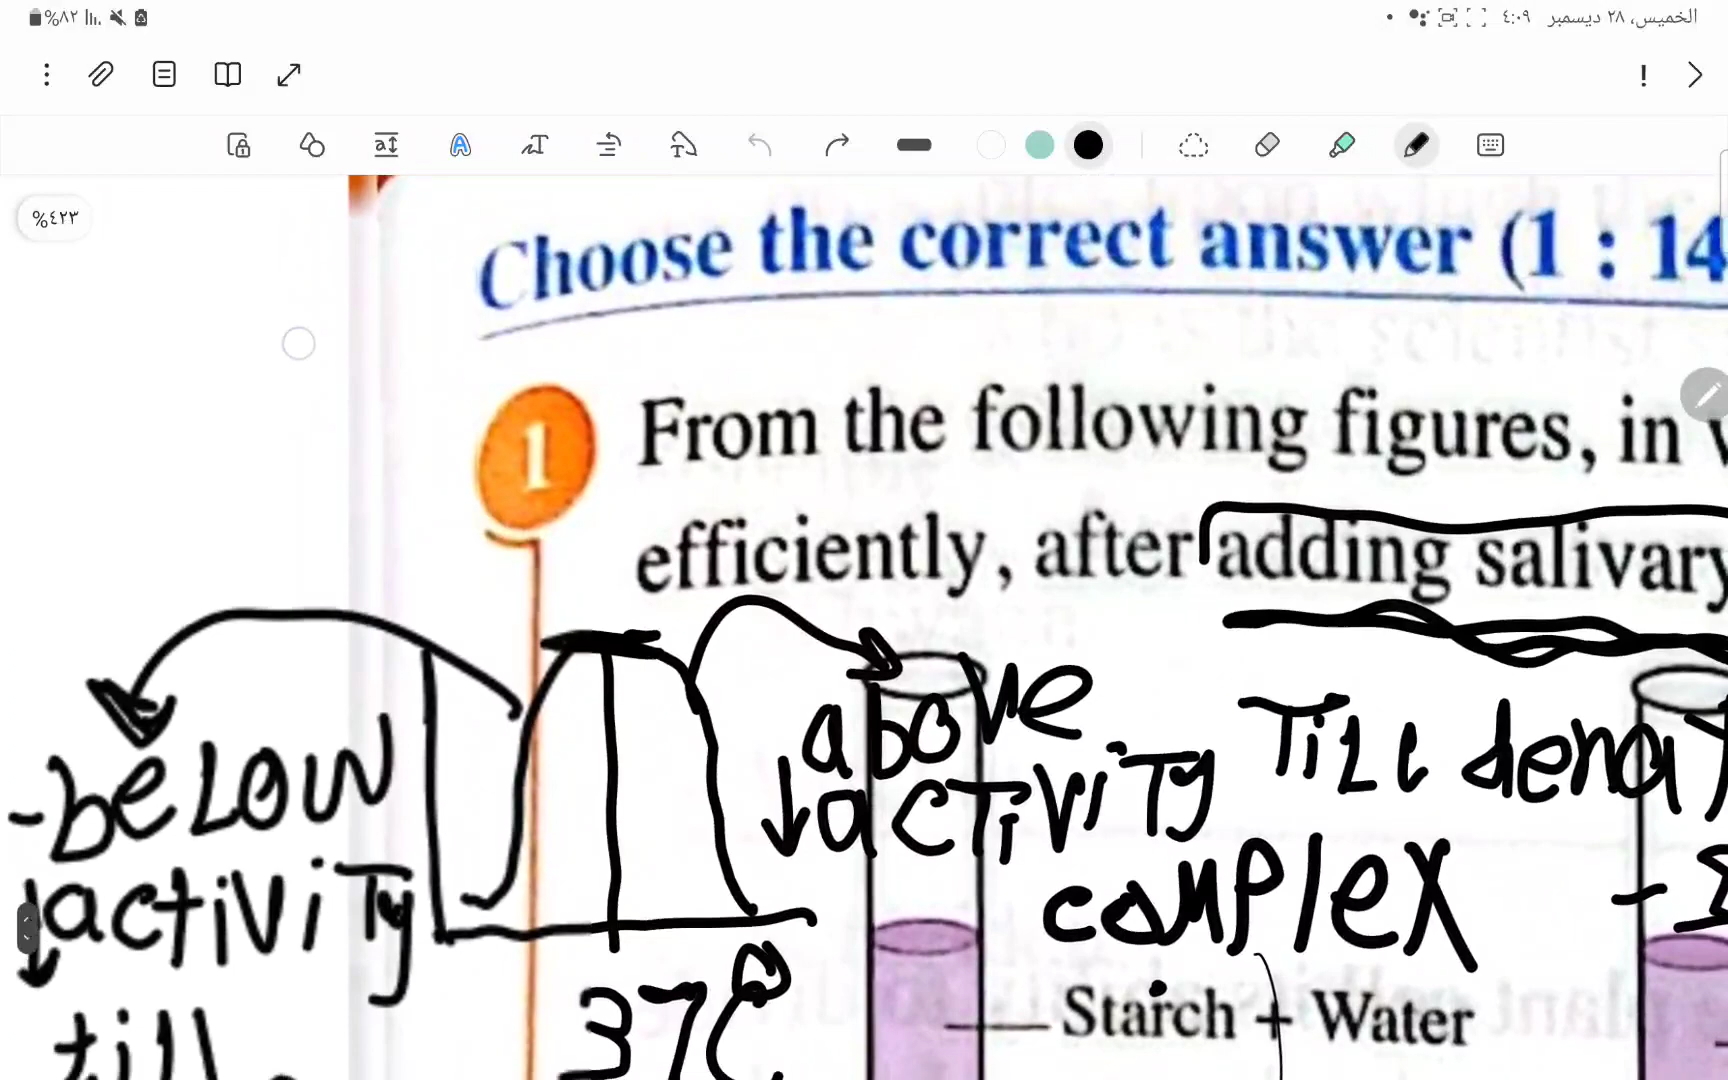 %٨٢
الخميس، ٢٨ ديسمبر ٤:٠٩
%٤٢٣
Choose the correct answer (1 : 14
1
From the following figures, in
efficiently, after adding salivary
above
Till
-below
↓activity
complex
↓activity
Starch + Water
37C°
till